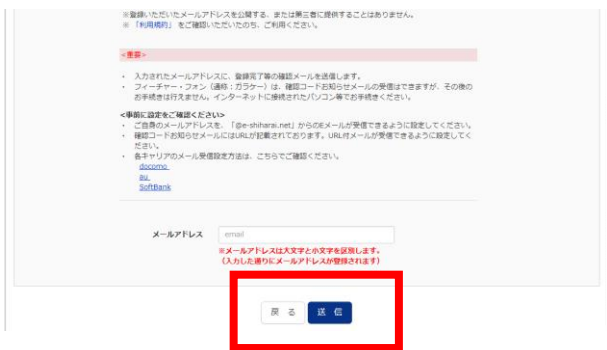 ※登録いただいたメールアドレスを公開する、または第三者に提供することはありません。
※ 「利用規約」 をご確認いただいたのち、ご利用ください。
<重要>
・ 入力されたメールアドレスに、登録完了等の確認メールを送信します。
・ フィーチャー・フォン（通称：ガラケー）は、確認コードお知らせメールの受信はできますが、その後の
お手続きは行えません。インターネットに接続されたパソコン等でお手続きください。
<事前に設定をご確認ください>
・ ご自身のメールアドレスを、「@e-shiharai.net」からのEメールが受信できるように設定してください。
・ 確認コードお知らせメールにはURLが記載されております。URL付メールが受信できるように設定してく
ださい。
・ 各キャリアのメール受信設定方法は、こちらでご確認ください。
docomo
au
SoftBank
メールアドレス email
※メールアドレスは大文字と小文字を区別します。
（入力した通りにメールアドレスが登録されます）
戻 る 送 信